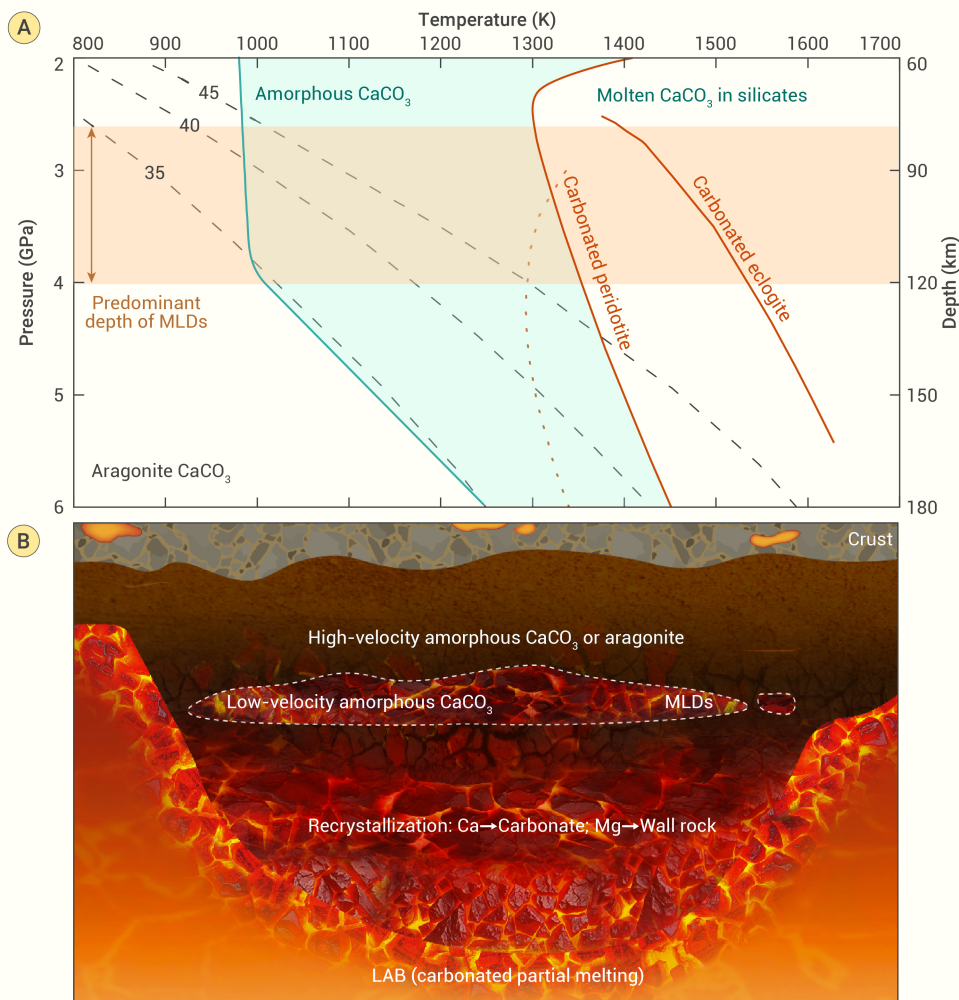 A
Temperature (K)
800 900 1000 1100 1200 1300 1400 1500 1600 1700
2
3
4
5
6
Pressure (GPa)
60
90
120
150
180
Depth (km)
45
40
35
Amorphous CaCO₃
Molten CaCO₃ in silicates
Carbonated peridotite
Carbonated eclogite
Predominant
depth of MLDs
Aragonite CaCO₃
B
Crust
High-velocity amorphous CaCO₃ or aragonite
Low-velocity amorphous CaCO₃
MLDs
Recrystallization: Ca→Carbonate; Mg→Wall rock
LAB (carbonated partial melting)